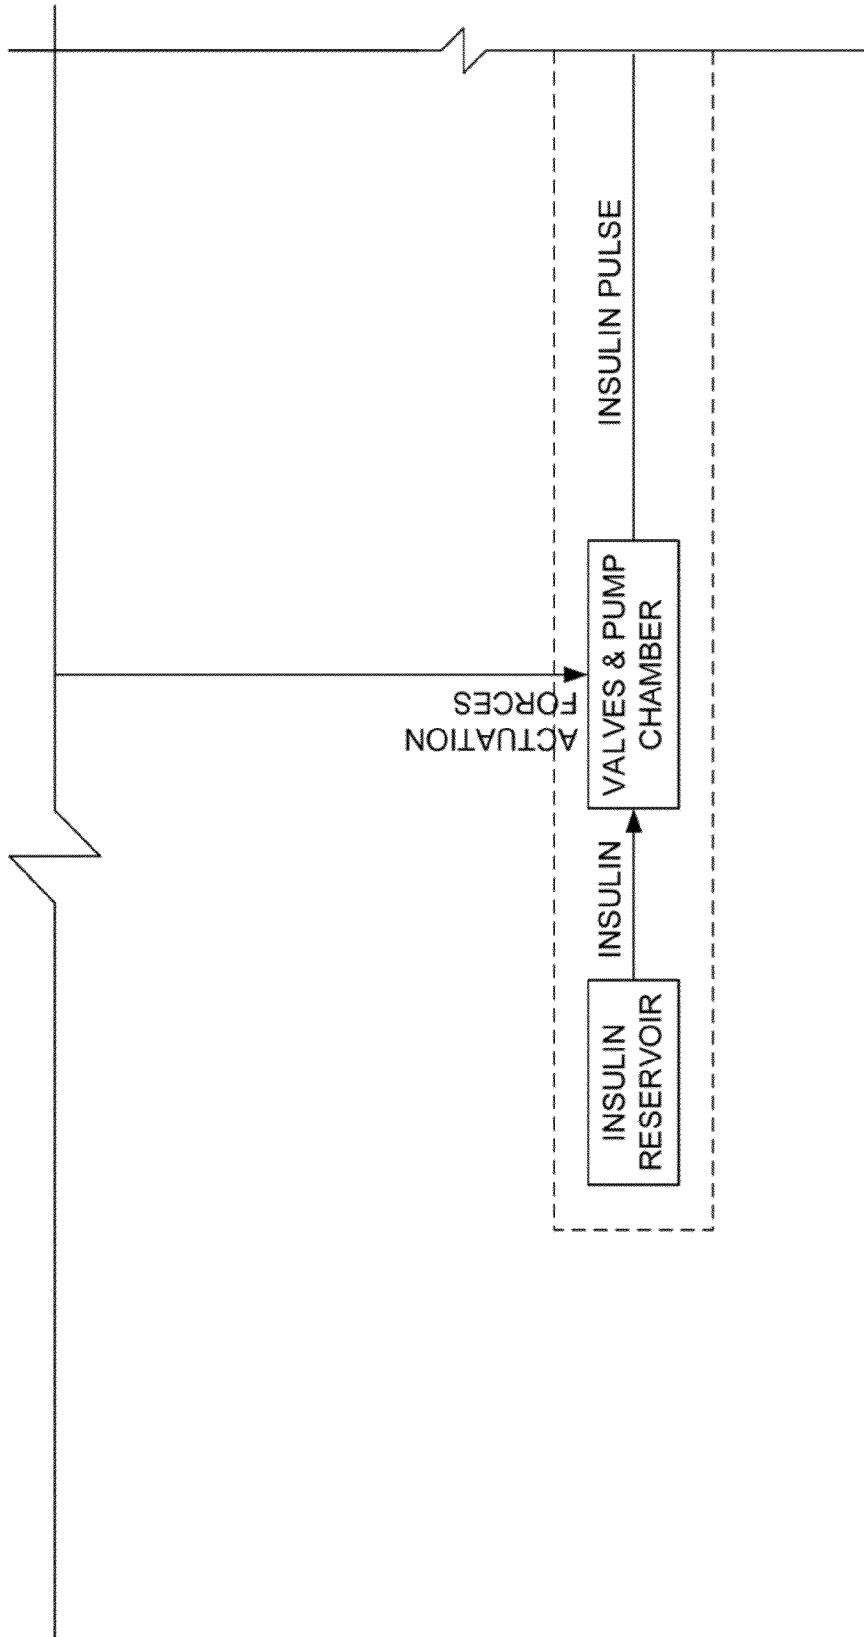 ACTUATION
FORCES
INSULIN
RESERVOIR
INSULIN
VALVES & PUMP
CHAMBER
INSULIN PULSE